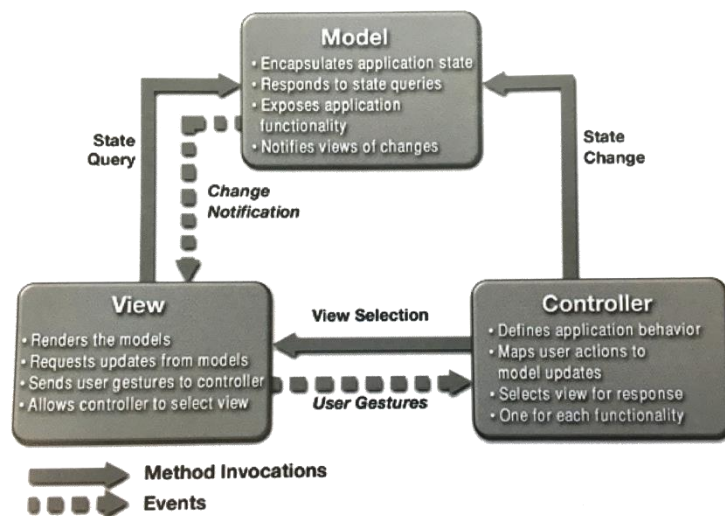 Model
• Encapsulates application state
• Responds to state queries
• Exposes application
functionality
• Notifies views of changes
State
Query
State
Change
Change
Notification
View
• Renders the models
• Requests updates from models
• Sends user gestures to controller
• Allows controller to select view
View Selection
User Gestures
Controller
• Defines application behavior
• Maps user actions to
model updates
• Selects view for response
• One for each functionality
Method Invocations
Events